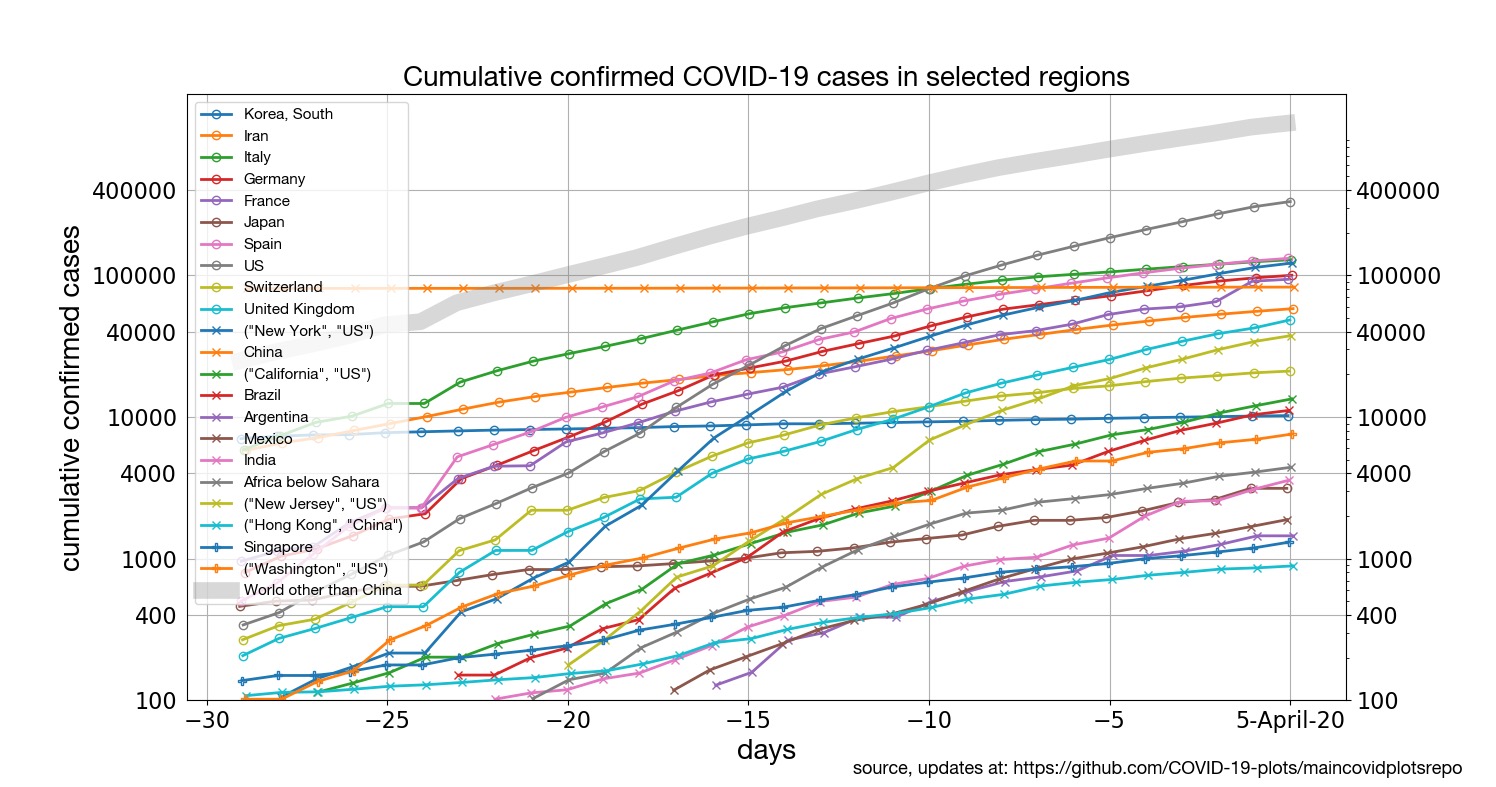 Cumulative confirmed COVID-19 cases in selected regions
cumulative confirmed cases
400000
100000
40000
10000
4000
1000
400
100
Korea, South
Iran
Italy
Germany
France
Japan
Spain
US
Switzerland
United Kingdom
("New York", "US")
China
("California", "US")
Brazil
Argentina
Mexico
India
Africa below Sahara
("New Jersey", "US")
("Hong Kong", "China")
Singapore
("Washington", "US")
World other than China
400000
100000
40000
10000
4000
1000
400
100
−30 −25 −20 −15 −10 −5 5-April-20
days
source, updates at: https://github.com/COVID-19-plots/maincovidplotsrepo